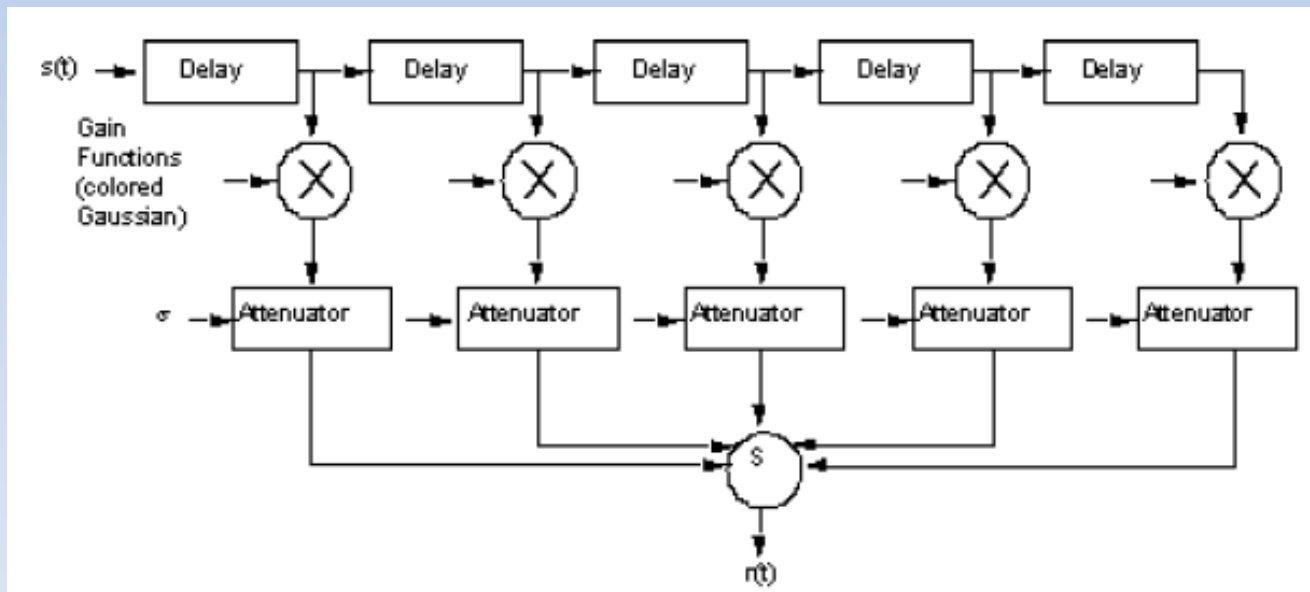 s(t) Delay Delay Delay Delay Delay
Gain
Functions
(colored
Gaussian)
σ Attenuator Attenuator Attenuator Attenuator Attenuator
S
r(t)